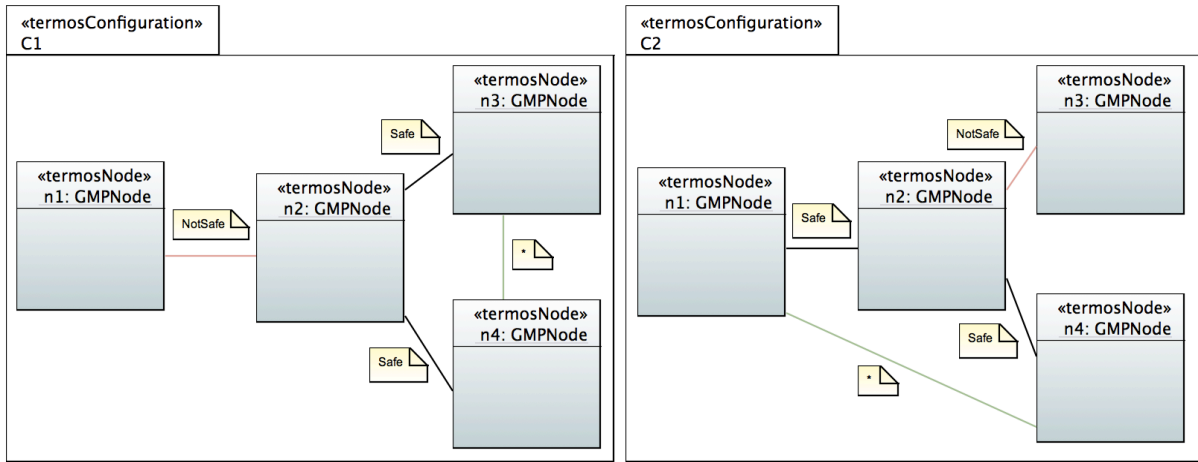 «termosConfiguration»
C1
«termosNode»
n3: GMPNode
Safe
«termosNode»
n1: GMPNode
«termosNode»
n2: GMPNode
NotSafe
*
«termosNode»
n4: GMPNode
Safe
«termosConfiguration»
C2
«termosNode»
n3: GMPNode
NotSafe
«termosNode»
n1: GMPNode
«termosNode»
n2: GMPNode
Safe
«termosNode»
n4: GMPNode
Safe
*